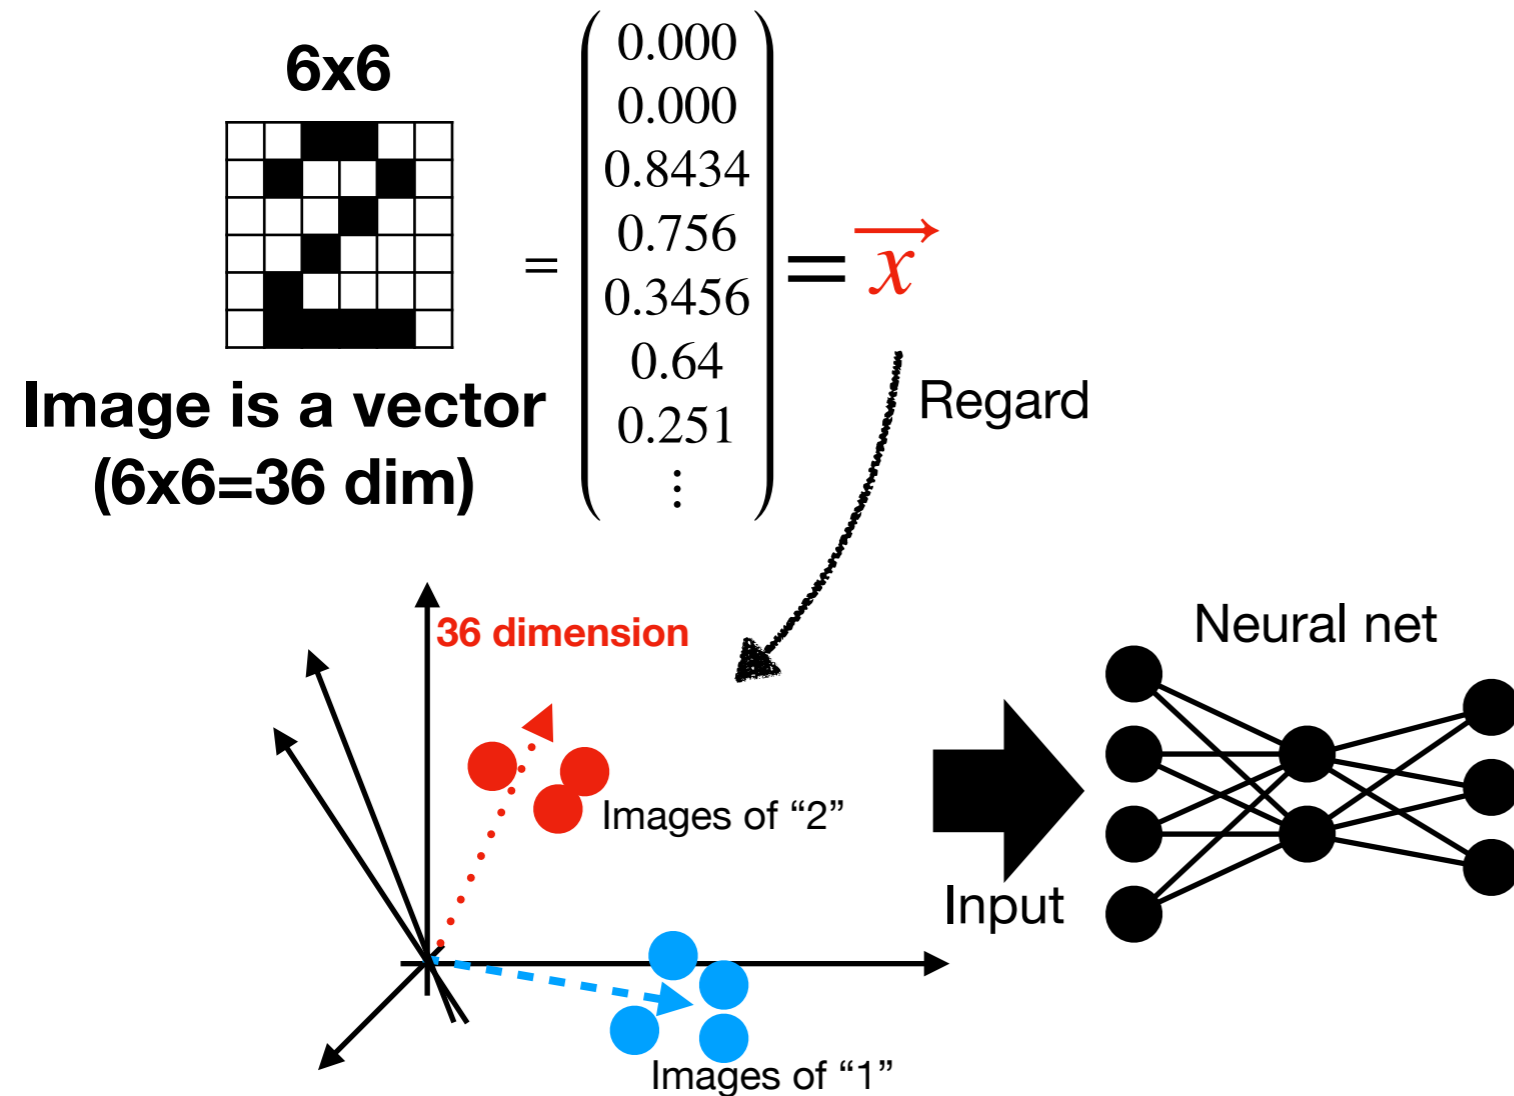 6x6
Image is a vector
(6x6=36 dim)
=
0.000
0.000
0.8434
0.756
0.3456
0.64
0.251
⋮
= x⃗
Regard
36 dimension
Images of “2”
Images of “1”
Input
Neural net